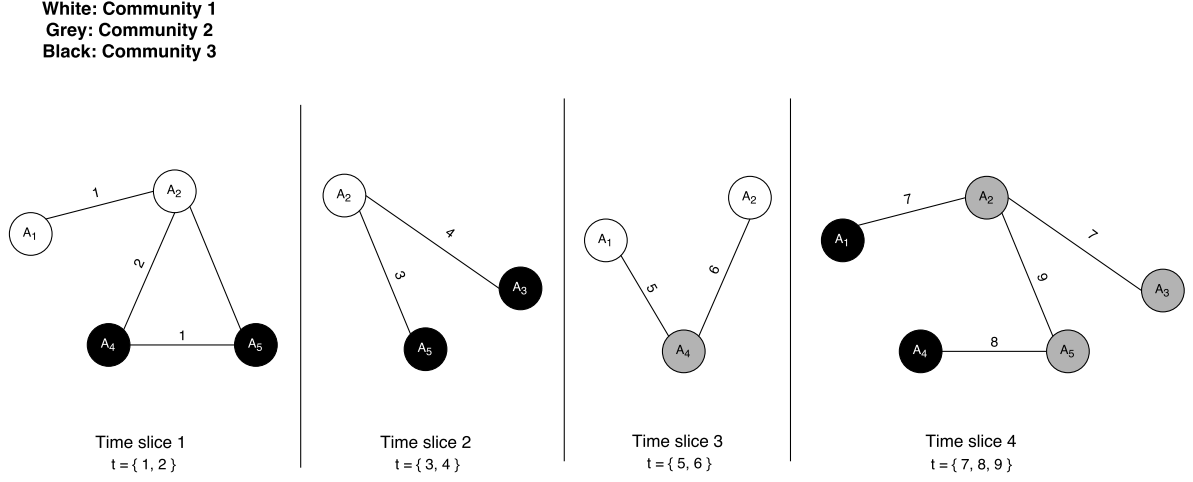 White: Community 1
Grey: Community 2
Black: Community 3
1
A2
A1
2
1
A4
A5
Time slice 1
t = { 1, 2 }
A2
4
3
A3
A5
Time slice 2
t = { 3, 4 }
A2
A1
5
6
A4
Time slice 3
t = { 5, 6 }
7
A2
A1
7
9
A3
8
A4
A5
Time slice 4
t = { 7, 8, 9 }